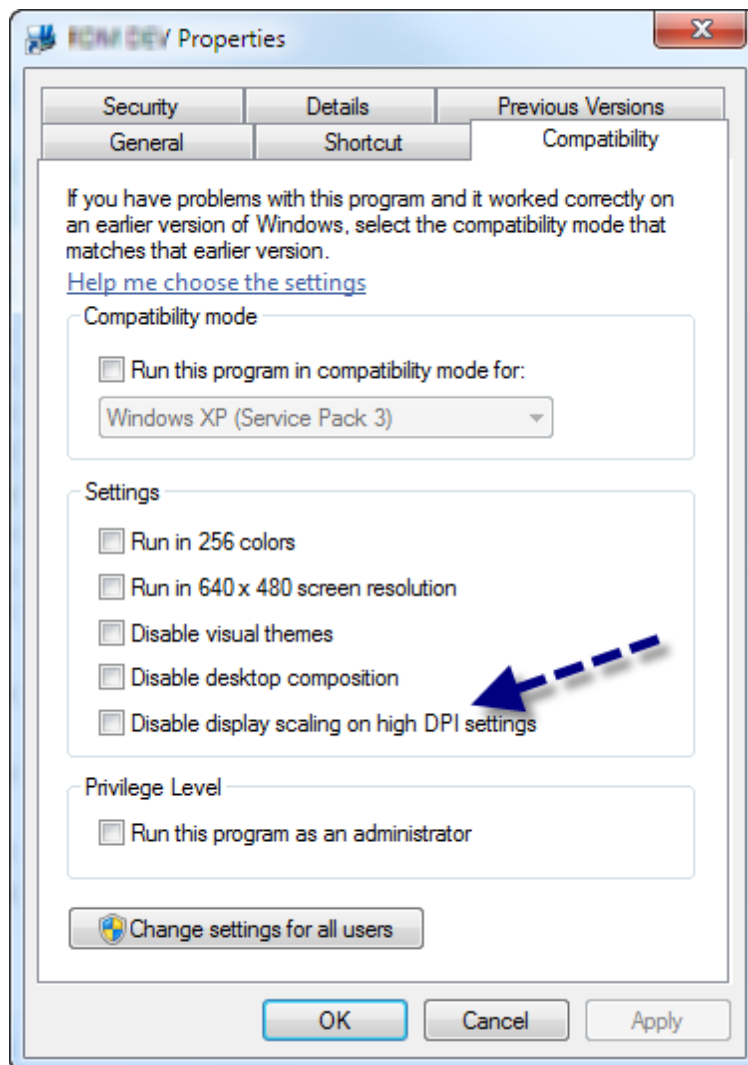 Properties
Security Details Previous Versions
General Shortcut Compatibility
If you have problems with this program and it worked correctly on
an earlier version of Windows, select the compatibility mode that
matches that earlier version.
Help me choose the settings
Compatibility mode
Run this program in compatibility mode for:
Windows XP (Service Pack 3)
Settings
Run in 256 colors
Run in 640 x 480 screen resolution
Disable visual themes
Disable desktop composition
Disable display scaling on high DPI settings
Privilege Level
Run this program as an administrator
Change settings for all users
OK Cancel Apply